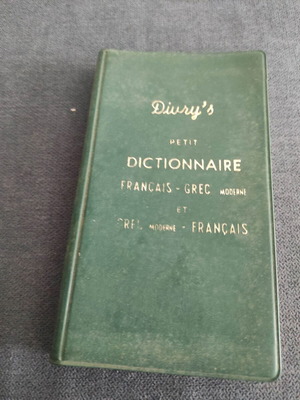 Divry's
PETIT
DICTIONNAIRE
FRANÇAIS - GREC MODERNE
ET
GREC MODERNE - FRANÇAIS